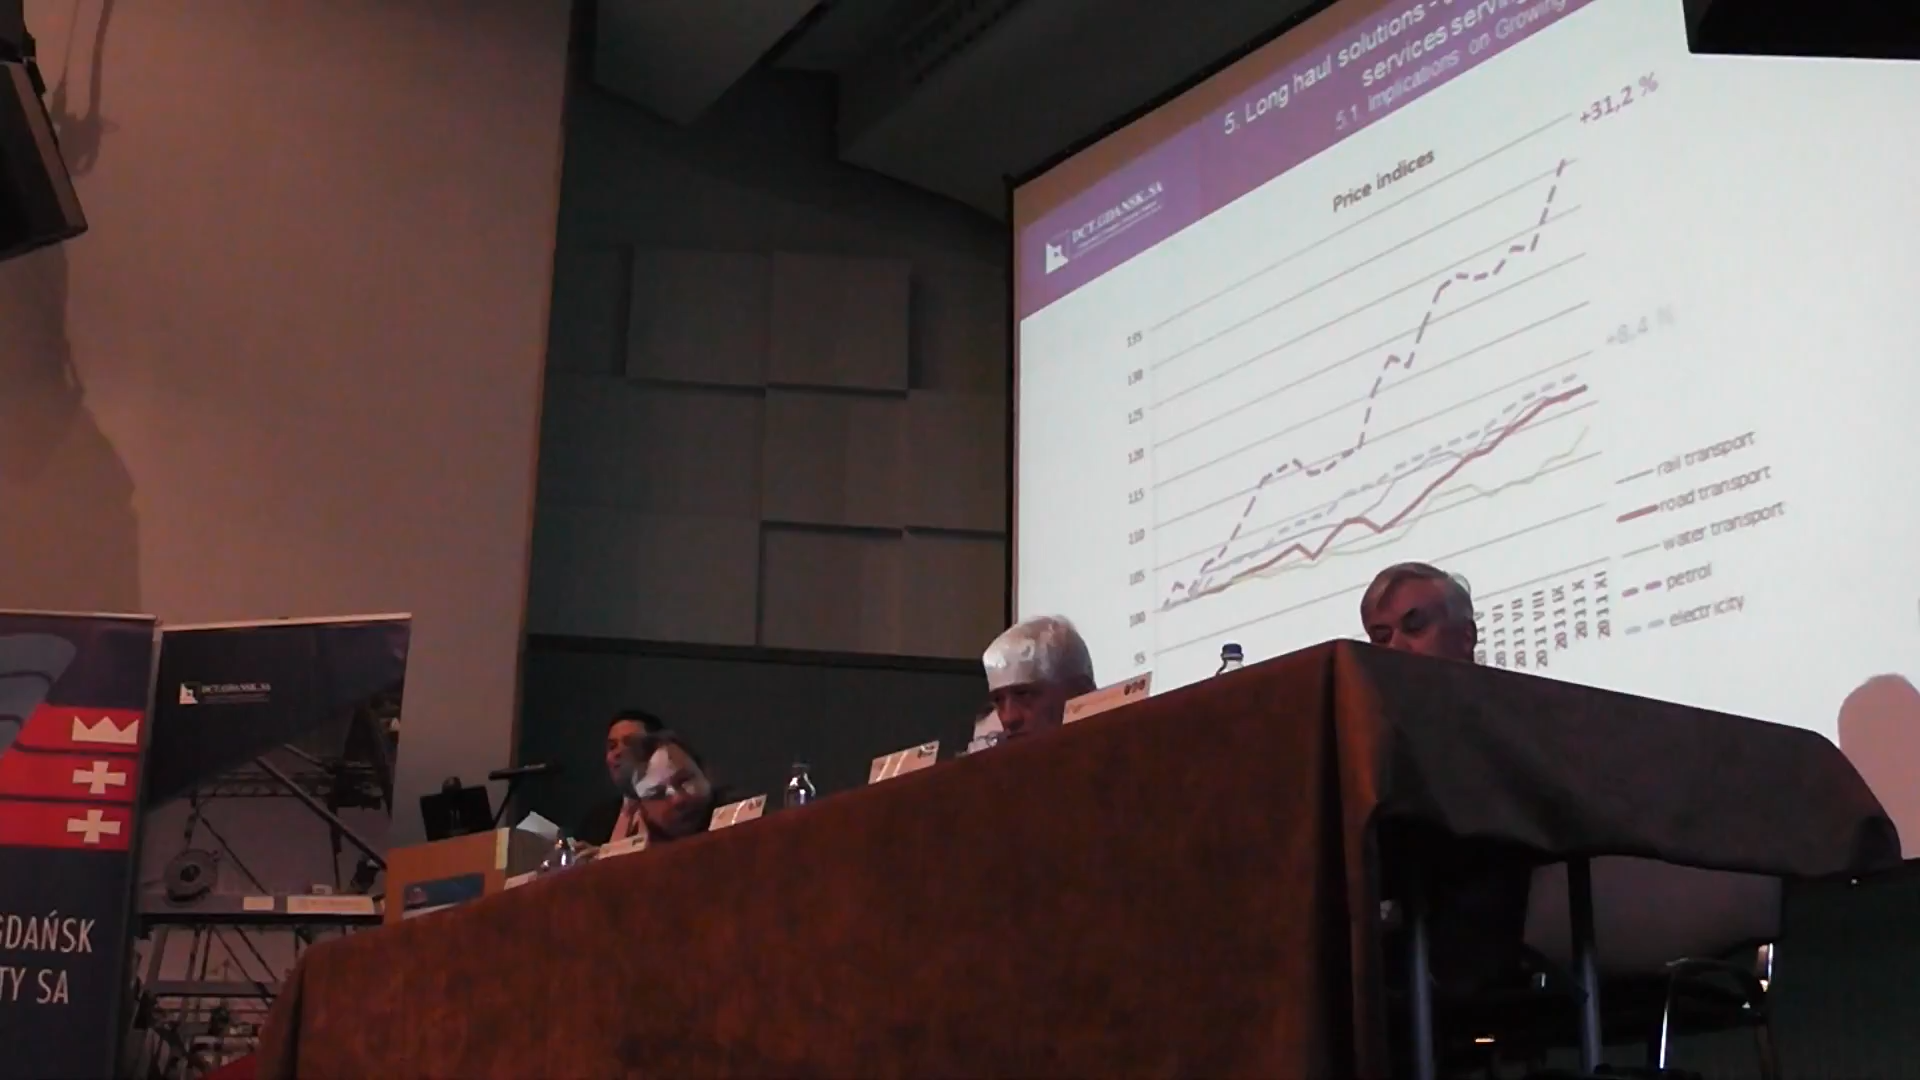 5. Long haul solutions -
services serving
5.1. Implications on Growing
DCT.GDANSK.SA
Price indices
+31,2 %
+8,4 %
135
130
125
120
115
110
105
100
95
2011 VI
2011 VII
2011 VIII
2011 IX
2011 X
2011 XI
rail transport
road transport
water transport
petrol
electricity
DCT.GDANSK.SA
GDAŃSK
TY SA